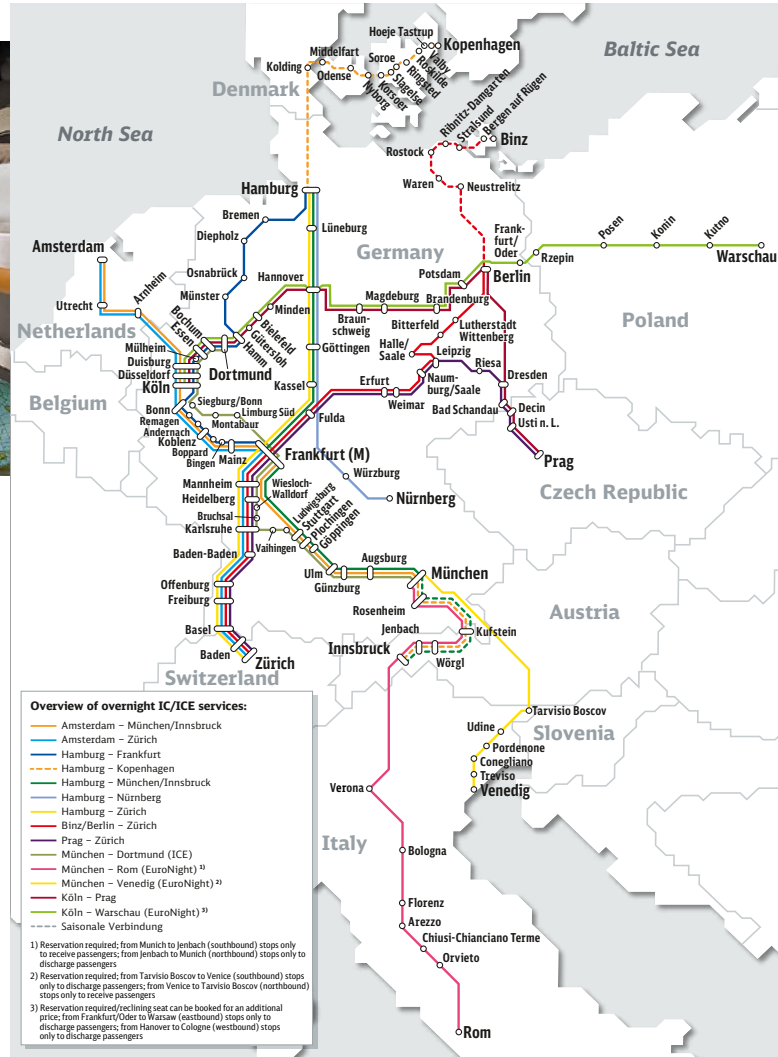 Baltic Sea
North Sea
Denmark
Germany
Netherlands
Belgium
Poland
Czech Republic
Austria
Switzerland
Slovenia
Italy
Hoeje Tastrup
Kopenhagen
Valby
Roskilde
Ringsted
Slagelse
Soroe
Korsoer
Nyborg
Odense
Middelfart
Kolding
Ribnitz-Damgarten
Stralsund
Bergen auf Rügen
Binz
Rostock
Waren
Neustrelitz
Hamburg
Bremen
Diepholz
Osnabrück
Münster
Lüneburg
Hannover
Amsterdam
Utrecht
Arnheim
Frank-
furt/
Oder
Rzepin
Posen
Konin
Kutno
Warschau
Berlin
Potsdam
Brandenburg
Magdeburg
Braun-
schweig
Minden
Bielefeld
Gütersloh
Hamm
Dortmund
Bochum
Essen
Mülheim
Duisburg
Düsseldorf
Köln
Bonn
Remagen
Andernach
Koblenz
Boppard
Bingen
Mainz
Siegburg/Bonn
Limburg Süd
Montabaur
Göttingen
Kassel
Fulda
Bitterfeld
Lutherstadt
Wittenberg
Halle/
Saale
Leipzig
Riesa
Dresden
Erfurt
Weimar
Naum-
burg/Saale
Bad Schandau
Decin
Usti n. L.
Prag
Frankfurt (M)
Würzburg
Nürnberg
Mannheim
Heidelberg
Wiesloch-
Walldorf
Bruchsal
Karlsruhe
Vaihingen
Ludwigsburg
Stuttgart
Plochingen
Göppingen
Baden-Baden
Ulm
Günzburg
Augsburg
München
Offenburg
Freiburg
Basel
Baden
Zürich
Rosenheim
Jenbach
Kufstein
Innsbruck
Wörgl
Tarvisio Boscov
Udine
Pordenone
Conegliano
Treviso
Venedig
Verona
Bologna
Florenz
Arezzo
Chiusi-Chianciano Terme
Orvieto
Rom
Overview of overnight IC/ICE services:
Amsterdam – München/Innsbruck
Amsterdam – Zürich
Hamburg – Frankfurt
Hamburg – Kopenhagen
Hamburg – München/Innsbruck
Hamburg – Nürnberg
Hamburg – Zürich
Binz/Berlin – Zürich
Prag – Zürich
München – Dortmund (ICE)
München – Rom (EuroNight) 1)
München – Venedig (EuroNight) 2)
Köln – Prag
Köln – Warschau (EuroNight) 3)
Saisonale Verbindung
1) Reservation required; from Munich to Jenbach (southbound) stops only
to receive passengers; from Jenbach to Munich (northbound) stops only to
discharge passengers
2) Reservation required; from Tarvisio Boscov to Venice (southbound) stops
only to discharge passengers; from Venice to Tarvisio Boscov (northbound)
stops only to receive passengers
3) Reservation required/reclining seat can be booked for an additional
price; from Frankfurt/Oder to Warsaw (eastbound) stops only to
discharge passengers; from Hanover to Cologne (westbound) stops
only to discharge passengers